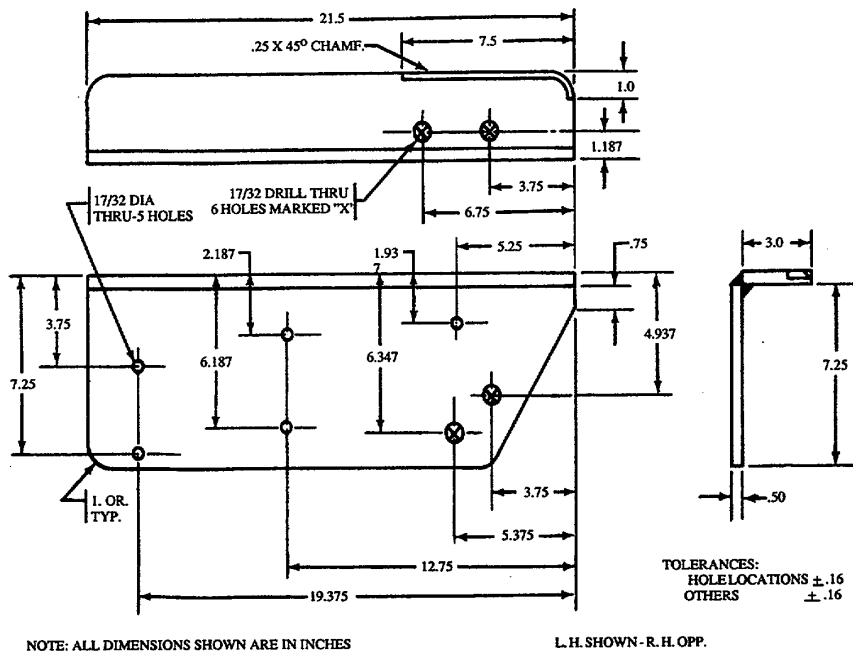 21.5
7.5
.25 X 45° CHAMF.
1.0
1.187
3.75
6.75
17/32 DIA
THRU-5 HOLES
17/32 DRILL THRU
6 HOLES MARKED "X"
2.187
1.93
7
5.25
.75
3.0
3.75
7.25
6.187
6.347
4.937
7.25
1. OR.
TYP.
3.75
5.375
.50
12.75
19.375
TOLERANCES:
HOLE LOCATIONS ± .16
OTHERS ± .16
NOTE: ALL DIMENSIONS SHOWN ARE IN INCHES
L. H. SHOWN - R. H. OPP.